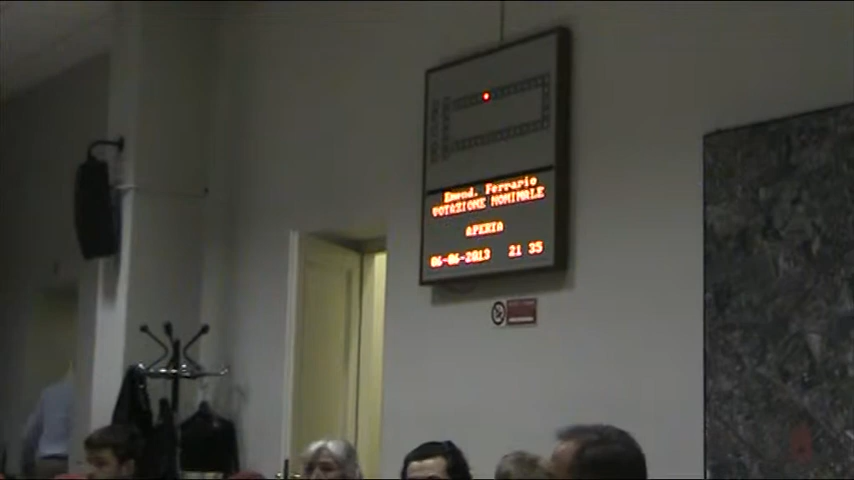 Emend. Ferrario
VOTAZIONE NOMINALE
APERTA
06-06-2013 21 35